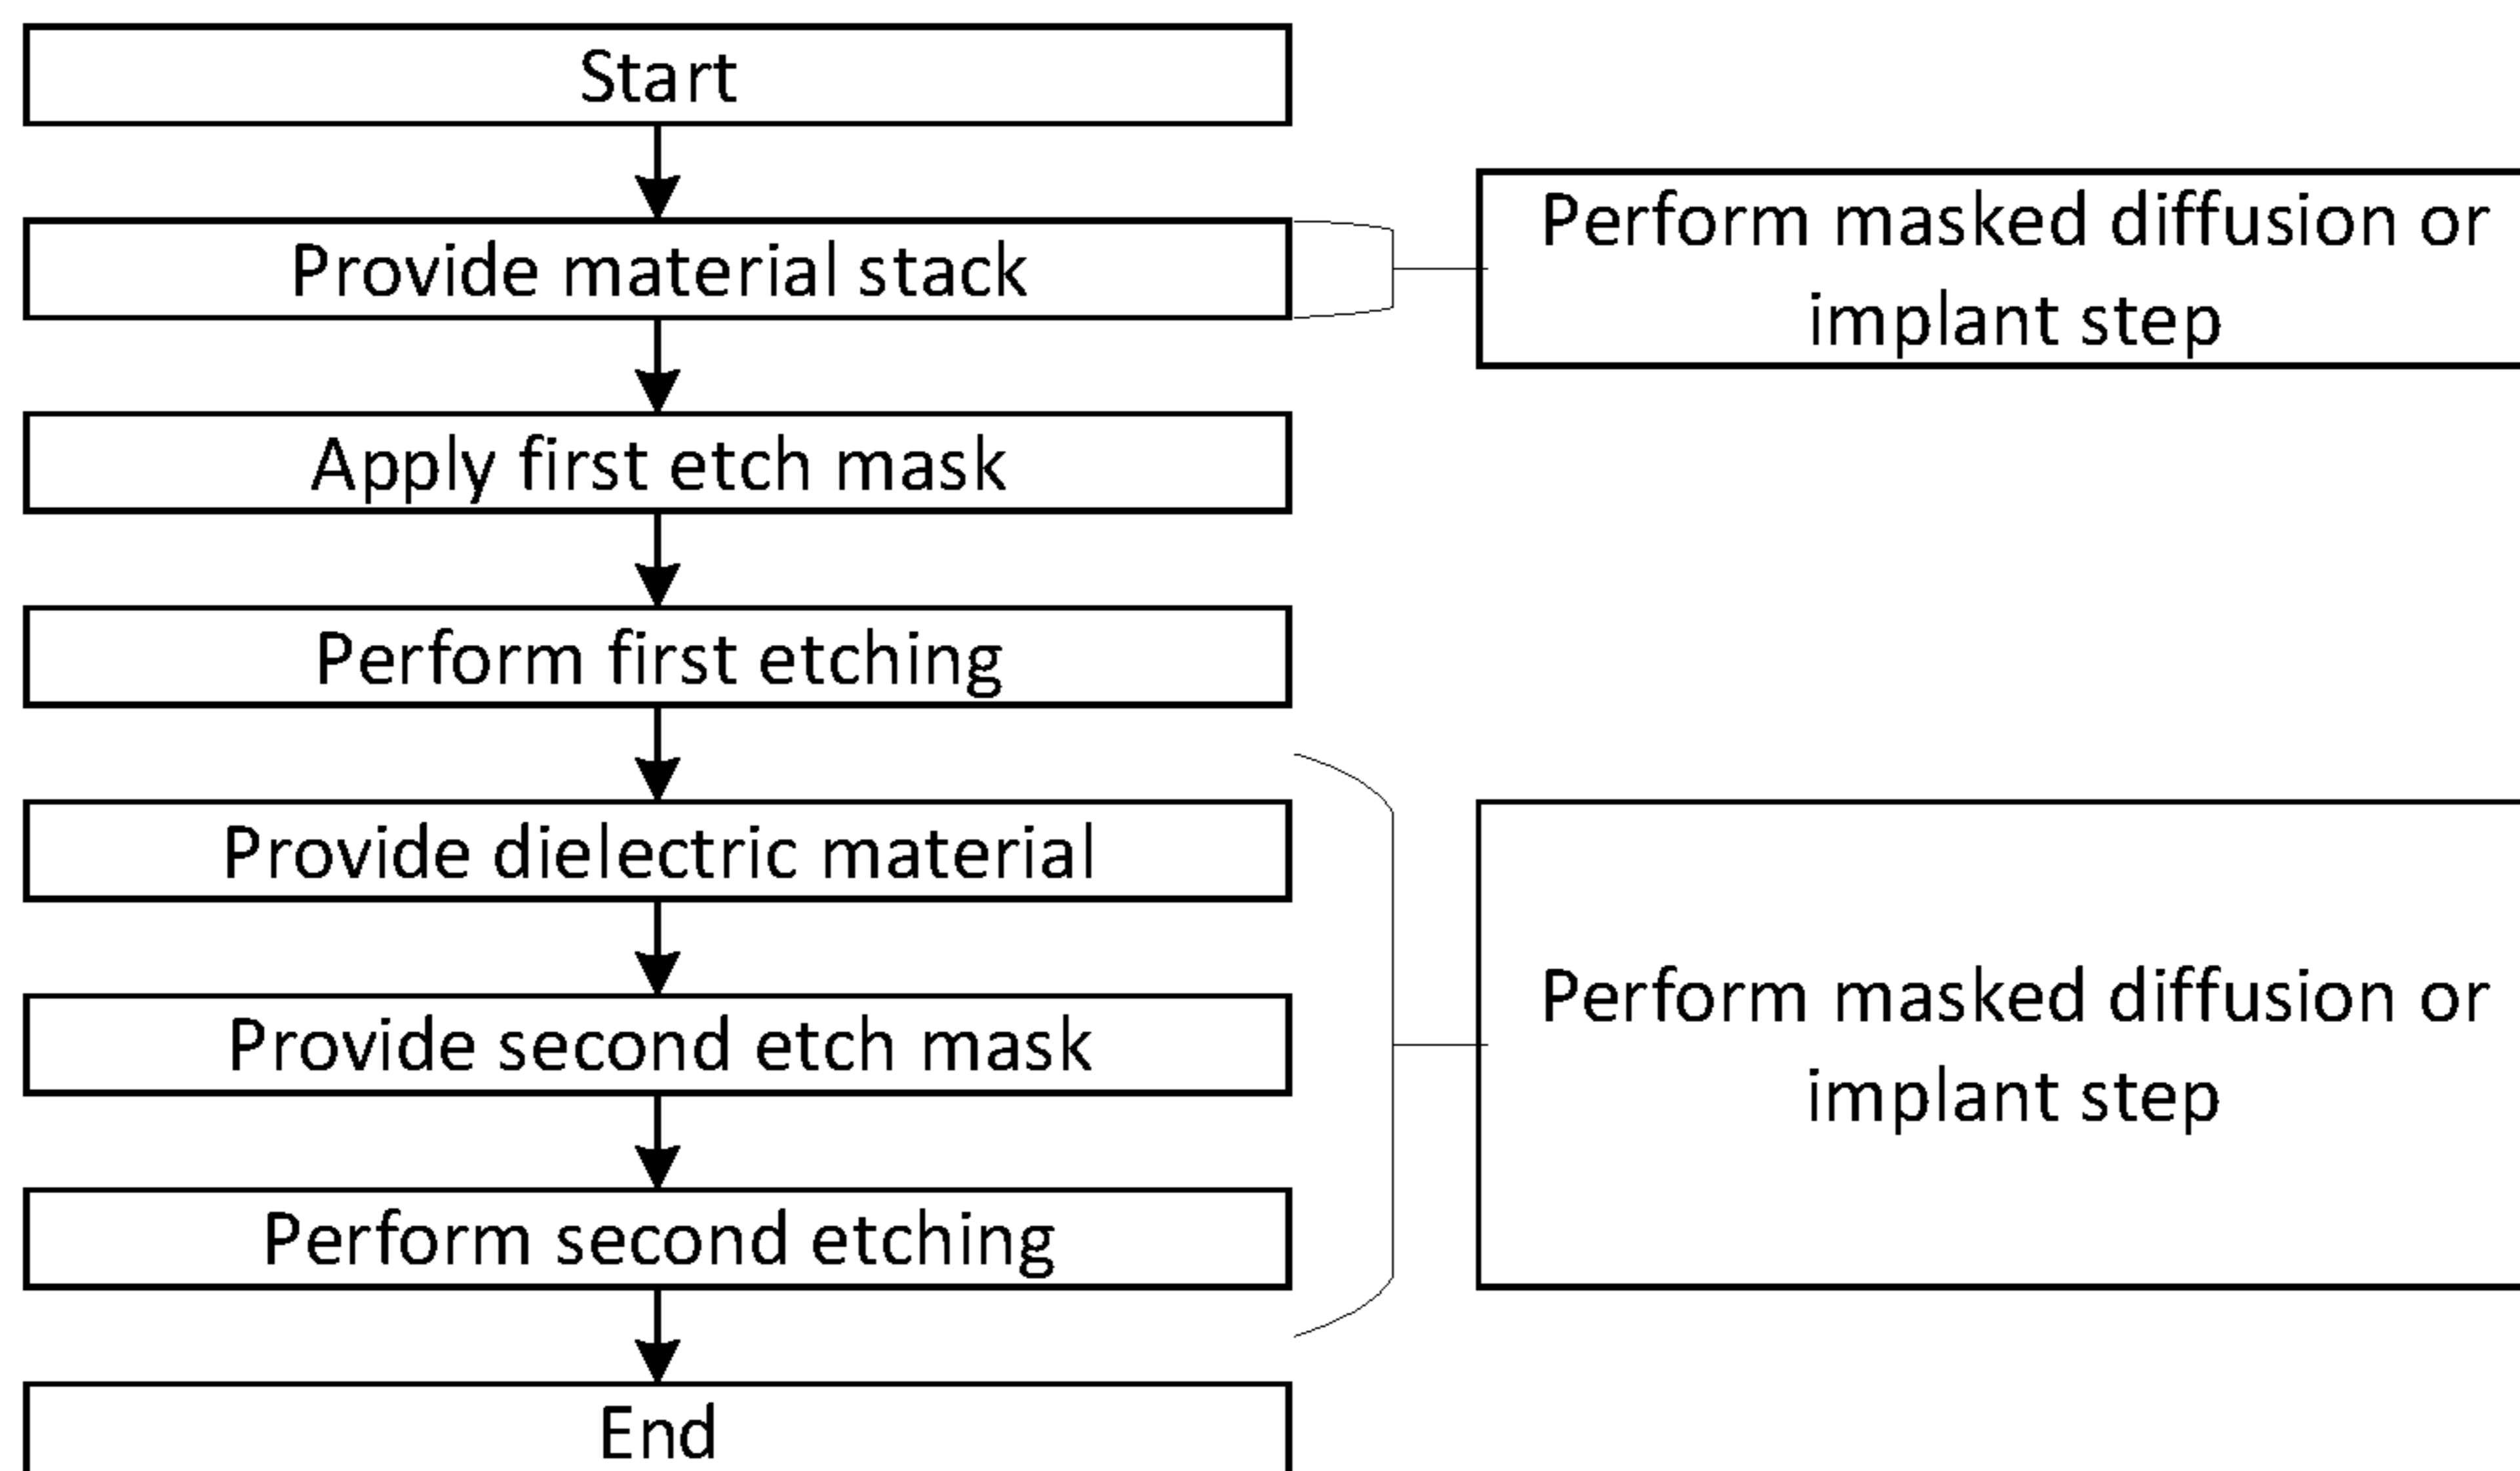 Start
Provide material stack
Perform masked diffusion or
implant step
Apply first etch mask
Perform first etching
Provide dielectric material
Provide second etch mask
Perform second etching
Perform masked diffusion or
implant step
End